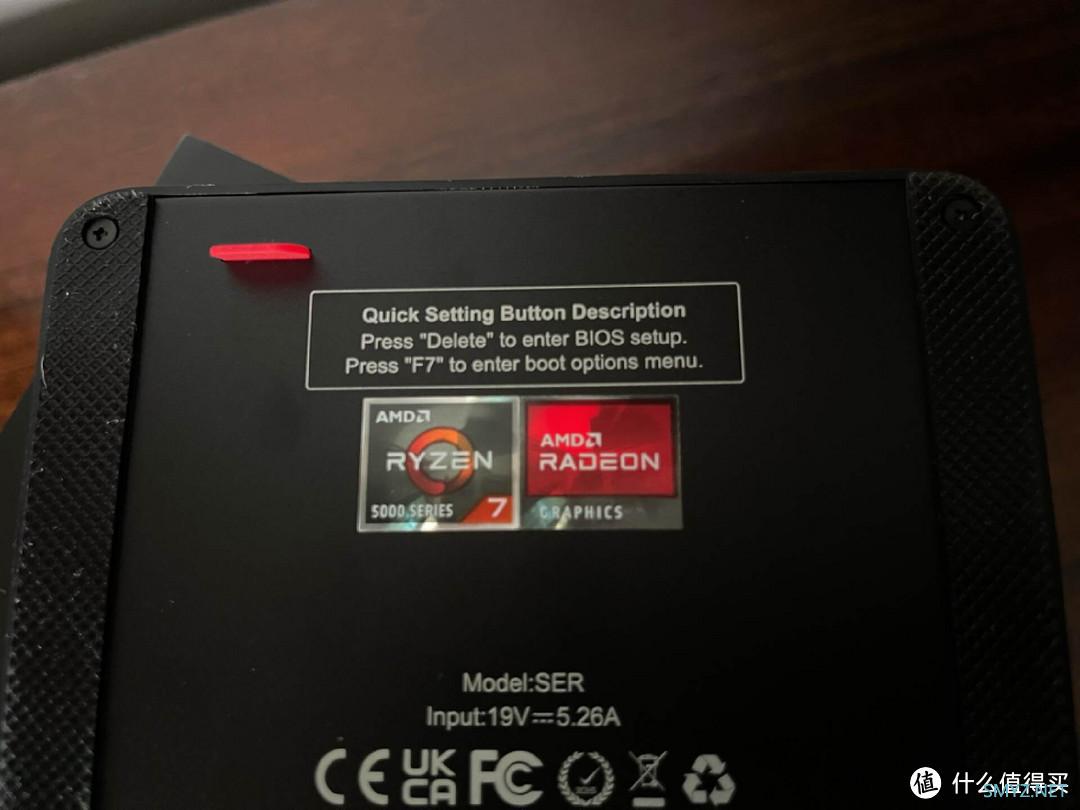 Quick Setting Button Description
Press "Delete" to enter BIOS setup.
Press "F7" to enter boot options menu.
AMD
RYZEN
5000 SERIES 7
AMD
RADEON
GRAPHICS
Model:SER
Input:19V⎓5.26A
CE UK CA FC
值 什么值得买
SMYZ.NET